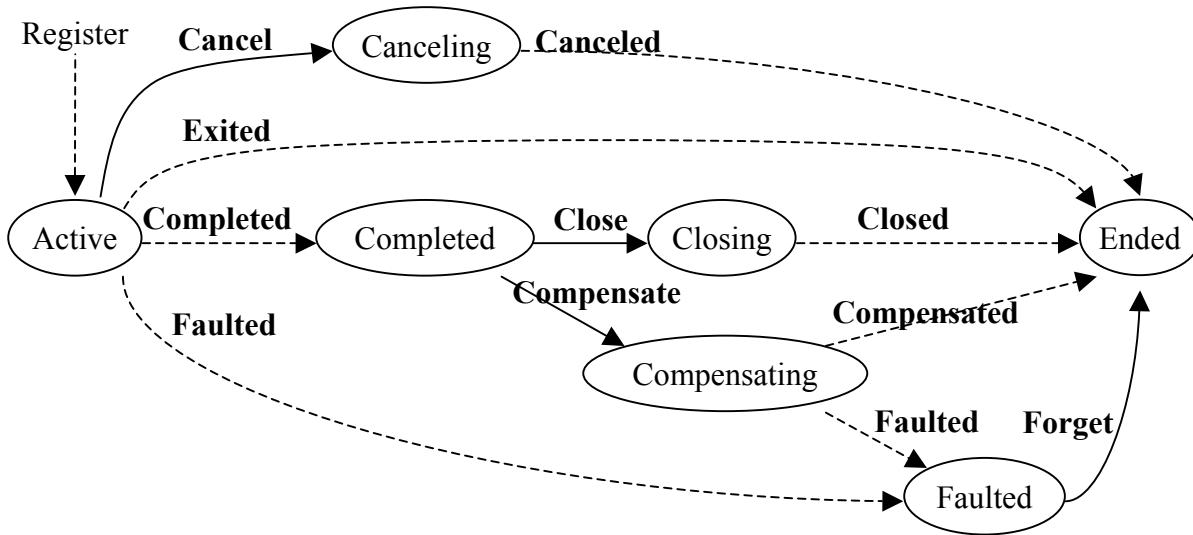 Register
Cancel
Canceling
Canceled
Exited
Active
Completed
Completed
Close
Closing
Closed
Ended
Compensate
Compensated
Faulted
Compensating
Faulted
Forget
Faulted